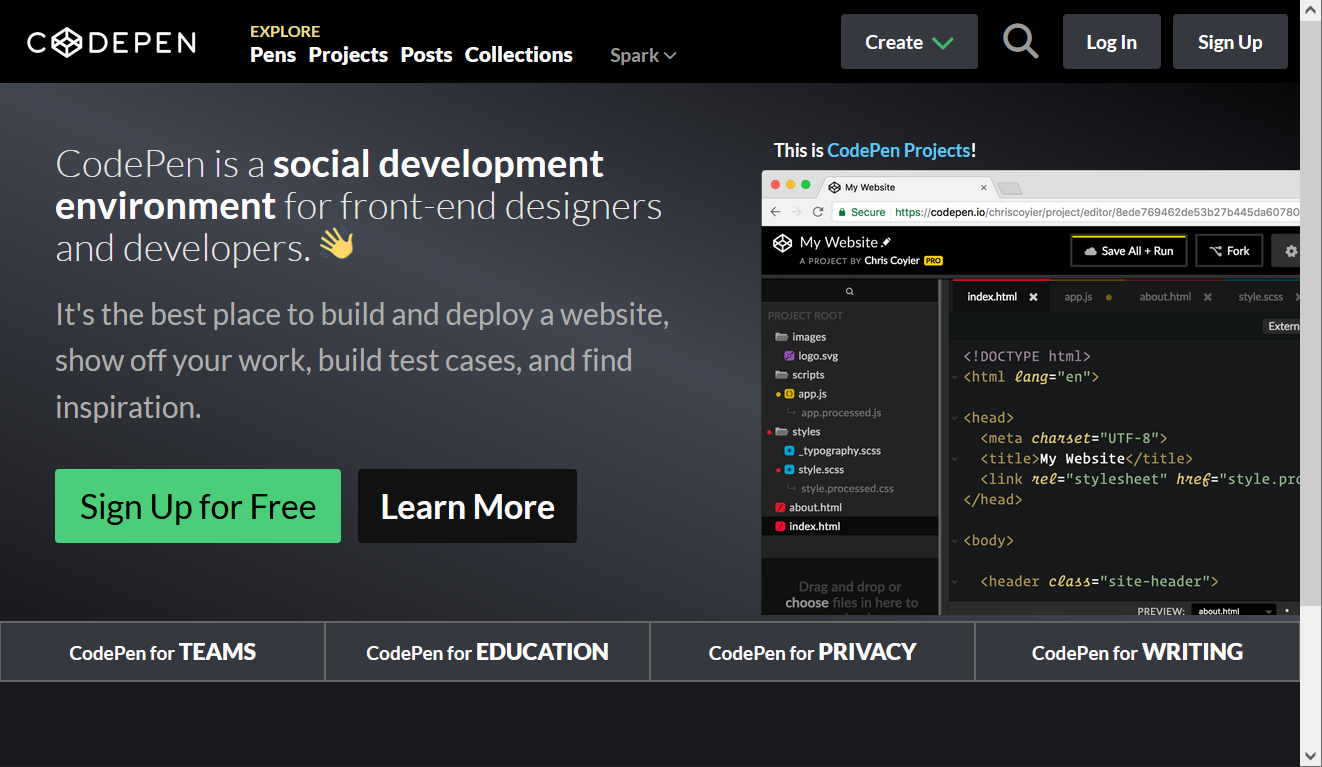 CODEPEN
EXPLORE
Pens Projects Posts Collections
Spark
Create
Log In
Sign Up
CodePen is a social development
environment for front-end designers
and developers.
It's the best place to build and deploy a website,
show off your work, build test cases, and find
inspiration.
Sign Up for Free
Learn More
This is CodePen Projects!
My Website
Secure https://codepen.io/chriscoyier/project/editor/8ede769462de53b27b445da60780
My Website
A PROJECT BY Chris Coyier PRO
Save All + Run
Fork
PROJECT ROOT
images
logo.svg
scripts
app.js
app.processed.js
styles
_typography.scss
style.scss
style.processed.css
about.html
index.html
Drag and drop or
choose files in here to
index.html
app.js
about.html
style.scss
Extern
<!DOCTYPE html>
<html lang="en">
<head>
<meta charset="UTF-8">
<title>My Website</title>
<link rel="stylesheet" href="style.pro
</head>
<body>
<header class="site-header">
PREVIEW: about.html
CodePen for TEAMS
CodePen for EDUCATION
CodePen for PRIVACY
CodePen for WRITING